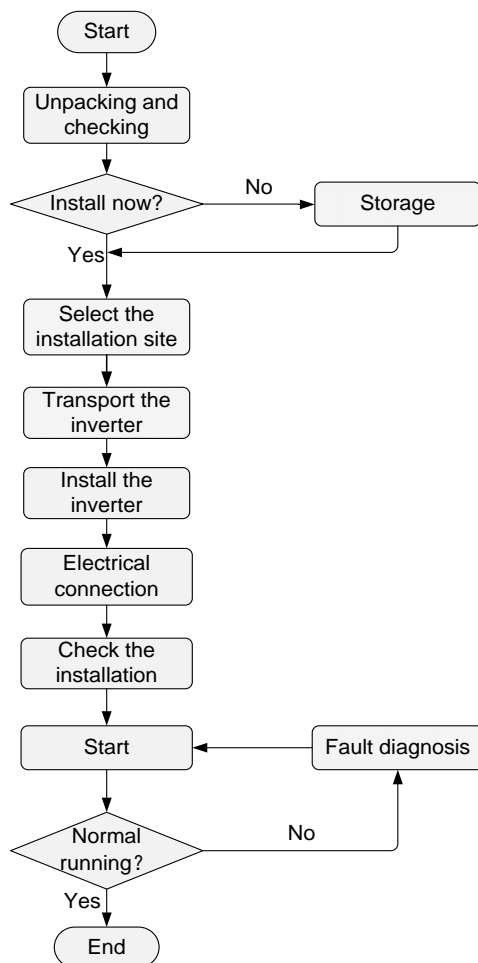 Start
Unpacking and
checking
Install now?
No
Storage
Yes
Select the
installation site
Transport the
inverter
Install the
inverter
Electrical
connection
Check the
installation
Start
Fault diagnosis
Normal
running?
No
Yes
End